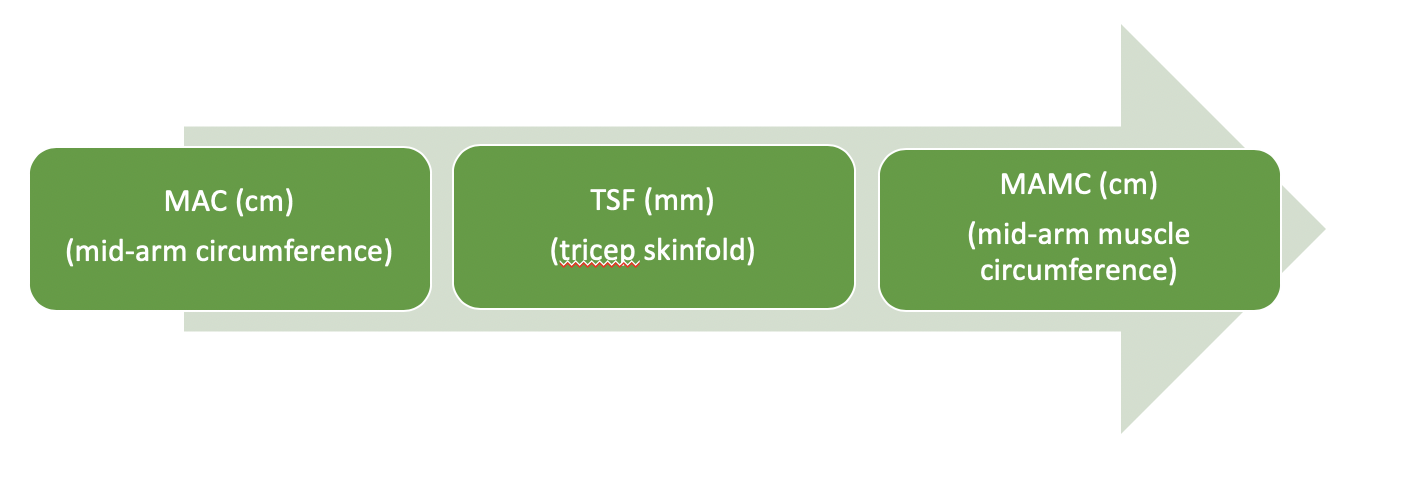 MAC (cm)
(mid-arm circumference)
TSF (mm)
(tricep skinfold)
MAMC (cm)
(mid-arm muscle
circumference)